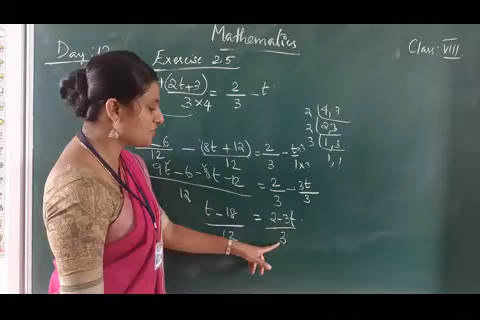 Mathematics
Day : 12
Class: VIII
Exercise 2.5
(2t+3) / 3×4 = 2/3 - t
2 | 4, 3
2 | 2, 3
3 | 1, 3
1, 1
6/12 - (8t+12)/12 = 2/3 - t×3/1×3
9t-6-8t-12 / 12 = 2/3 - 3t/3
t-18 / 12 = 2-3t / 3